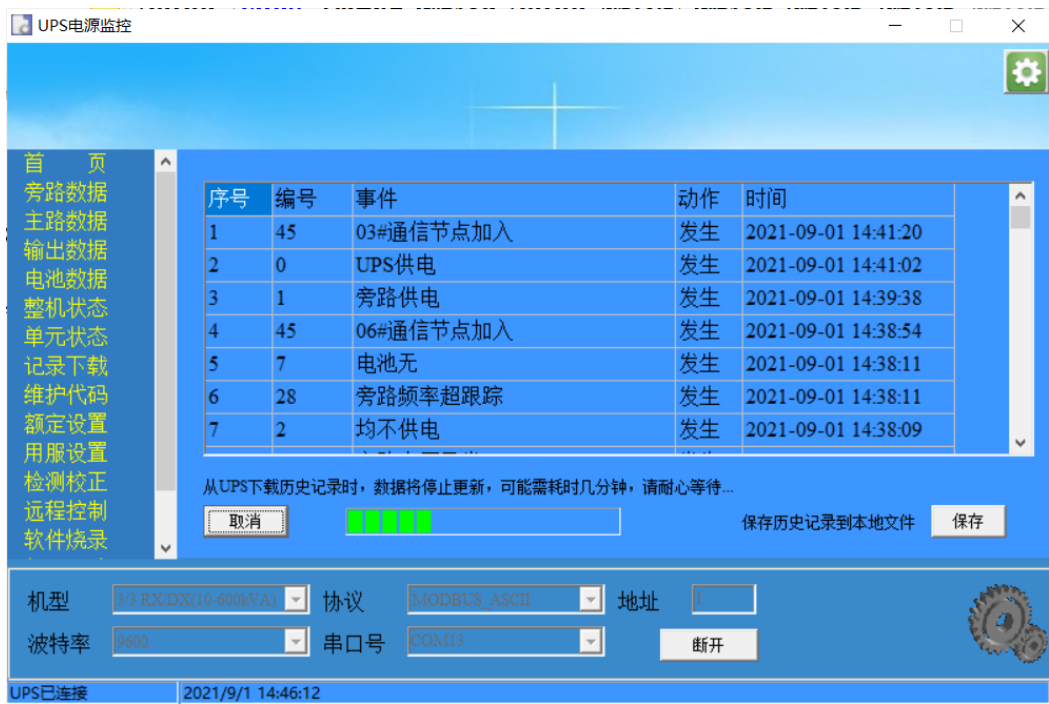 UPS电源监控
首 页
旁路数据
主路数据
输出数据
电池数据
整机状态
单元状态
记录下载
维护代码
额定设置
用服设置
检测校正
远程控制
软件烧录
序号 编号 事件 动作 时间
1 45 03#通信节点加入 发生 2021-09-01 14:41:20
2 0 UPS供电 发生 2021-09-01 14:41:02
3 1 旁路供电 发生 2021-09-01 14:39:38
4 45 06#通信节点加入 发生 2021-09-01 14:38:54
5 7 电池无 发生 2021-09-01 14:38:11
6 28 旁路频率超跟踪 发生 2021-09-01 14:38:11
7 2 均不供电 发生 2021-09-01 14:38:09
从UPS下载历史记录时，数据将停止更新，可能需耗时几分钟，请耐心等待...
取消 保存历史记录到本地文件 保存
机型 3/3 RX/DX(10-600kVA) 协议 MODBUS_ASCII 地址 1
波特率 9600 串口号 COM13 断开
UPS已连接 2021/9/1 14:46:12